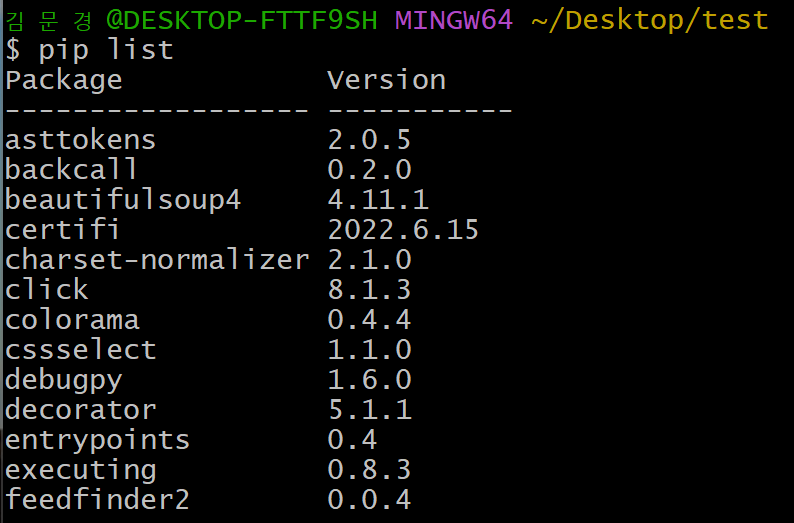 김 문 경 @DESKTOP-FTTF9SH MINGW64 ~/Desktop/test
$ pip list
Package            Version
------------------ -----------
asttokens          2.0.5
backcall           0.2.0
beautifulsoup4     4.11.1
certifi            2022.6.15
charset-normalizer 2.1.0
click              8.1.3
colorama           0.4.4
cssselect          1.1.0
debugpy            1.6.0
decorator          5.1.1
entrypoints        0.4
executing          0.8.3
feedfinder2        0.0.4